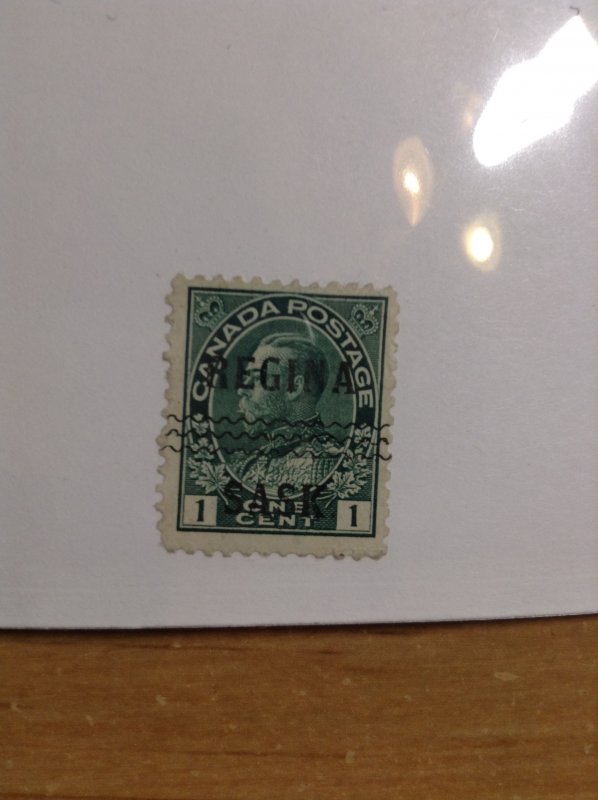 CANADA POSTAGE
REGINA
SASK
1 ONE CENT 1